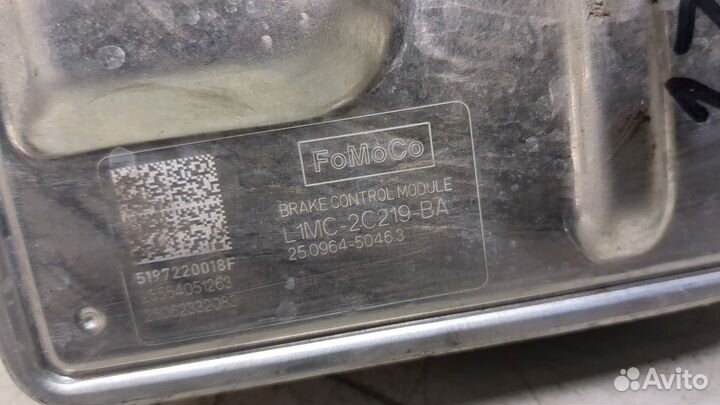 FoMoCo
BRAKE CONTROL MODULE
L1MC-2C219-BA
25.0964-5046.3
5197220018F
Avito